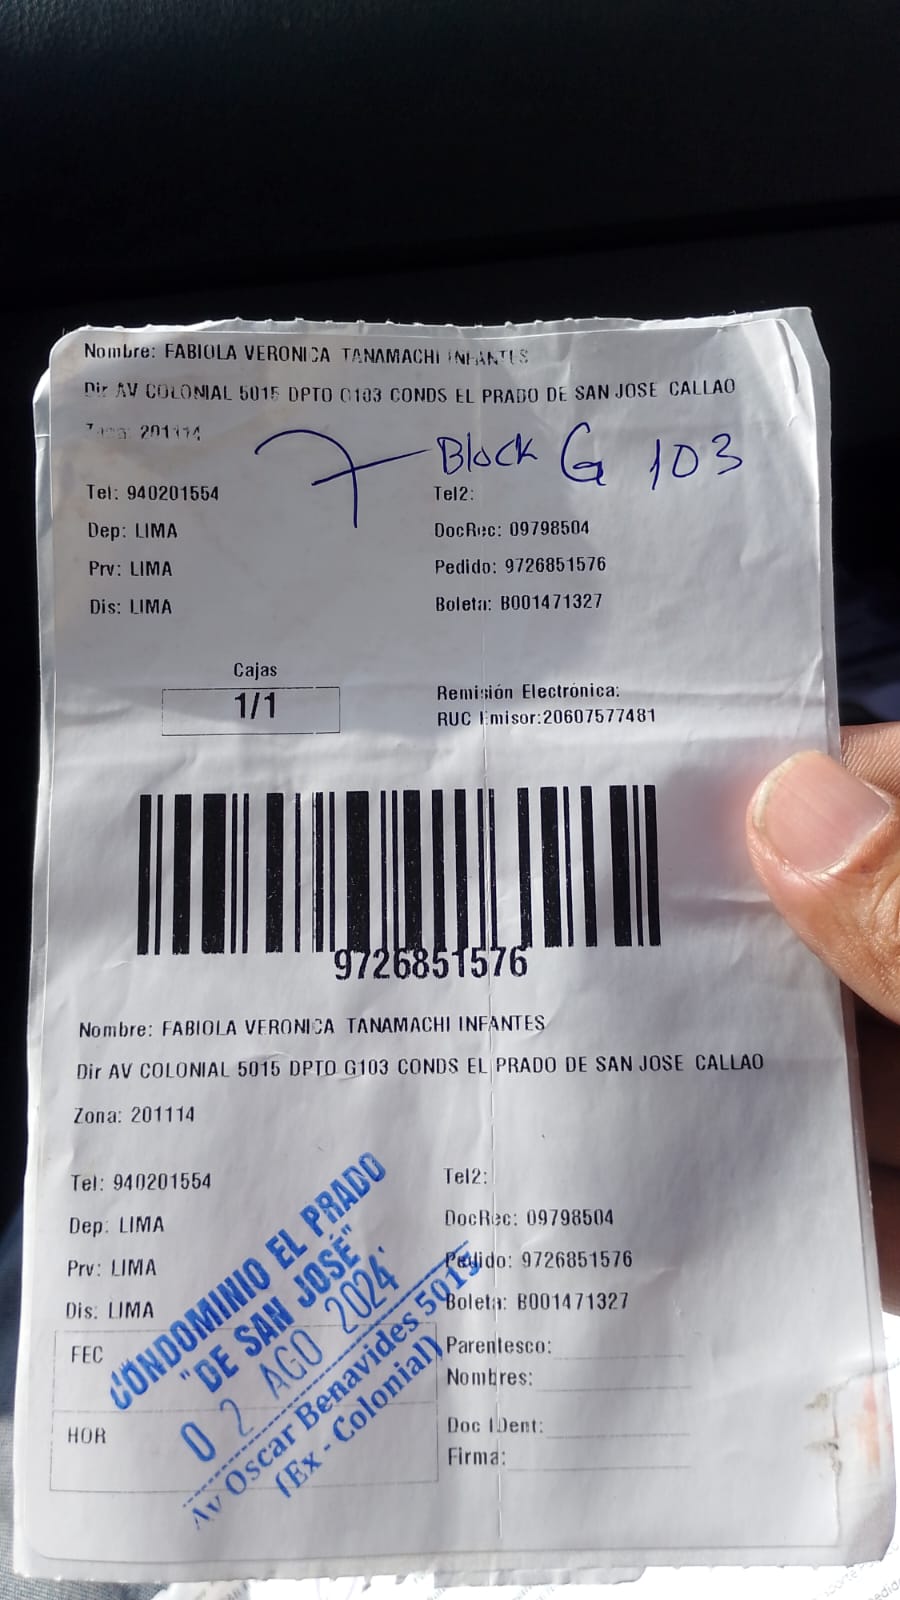 Nombre: FABIOLA VERONICA TANAMACHI INFANTES
Dir AV COLONIAL 5015 DPTO G103 CONDS EL PRADO DE SAN JOSE CALLAO
Zona: 201114
Block G 103
Tel: 940201554
Tel2:
Dep: LIMA
DocRec: 09798504
Prv: LIMA
Pedido: 9726851576
Dis: LIMA
Boleta: B001471327
Cajas
1/1
Remisión Electrónica:
RUC Emisor:20607577481
9726851576
Nombre: FABIOLA VERONICA TANAMACHI INFANTES
Dir AV COLONIAL 5015 DPTO G103 CONDS EL PRADO DE SAN JOSE CALLAO
Zona: 201114
Tel: 940201554
Tel2:
Dep: LIMA
DocRec: 09798504
Prv: LIMA
Pedido: 9726851576
Dis: LIMA
Boleta: B001471327
FEC
Parentesco:
Nombres:
HOR
Doc IDent:
Firma:
CONDOMINIO EL PRADO
"DE SAN JOSÉ"
02 AGO 2024
Av Oscar Benavides 5015
(Ex - Colonial)